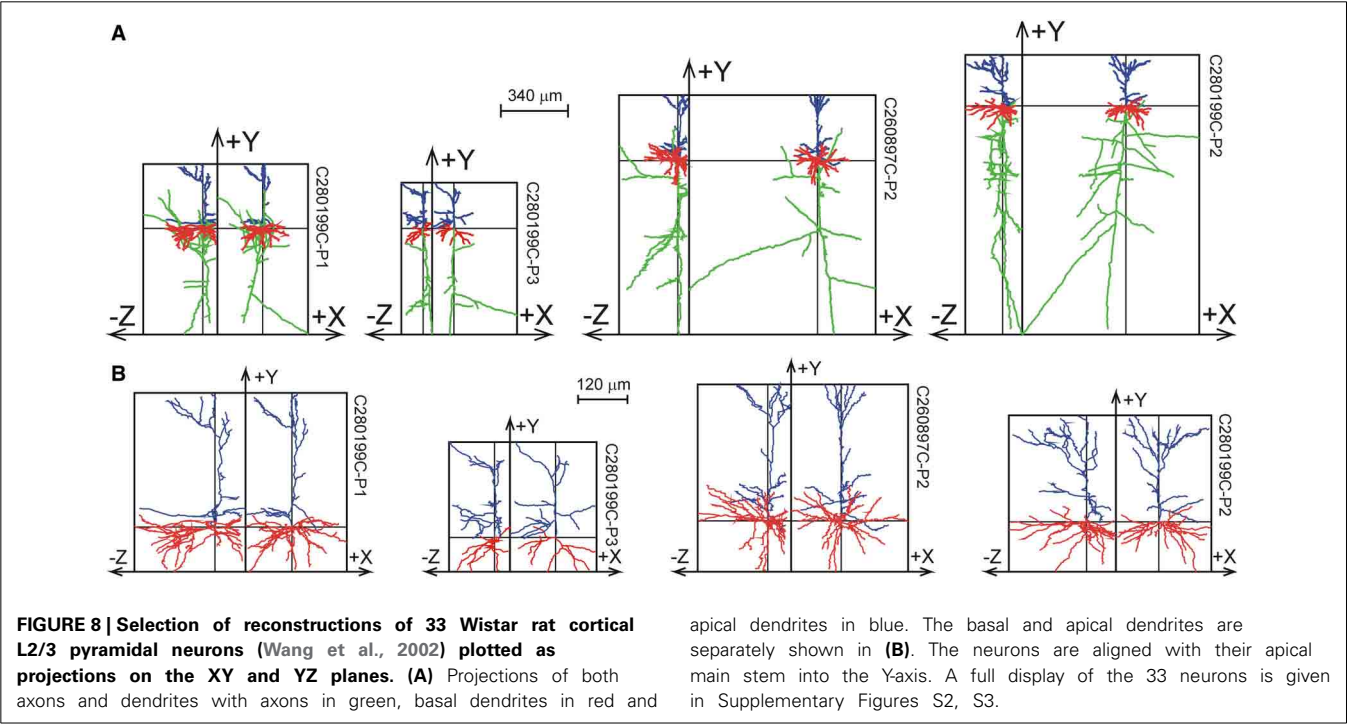 A
+Y
340 μm
+Y
+Y
+Y
C280199C-P1
C280199C-P3
C260897C-P2
C280199C-P2
-Z
+X
-Z
+X
-Z
+X
-Z
+X
B
+Y
120 μm
+Y
+Y
+Y
C280199C-P1
C280199C-P3
C260897C-P2
C280199C-P2
-Z
+X
-Z
+X
-Z
+X
-Z
+X
FIGURE 8 | Selection of reconstructions of 33 Wistar rat cortical
L2/3 pyramidal neurons (Wang et al., 2002) plotted as
projections on the XY and YZ planes. (A) Projections of both
axons and dendrites with axons in green, basal dendrites in red and
apical dendrites in blue. The basal and apical dendrites are
separately shown in (B). The neurons are aligned with their apical
main stem into the Y-axis. A full display of the 33 neurons is given
in Supplementary Figures S2, S3.